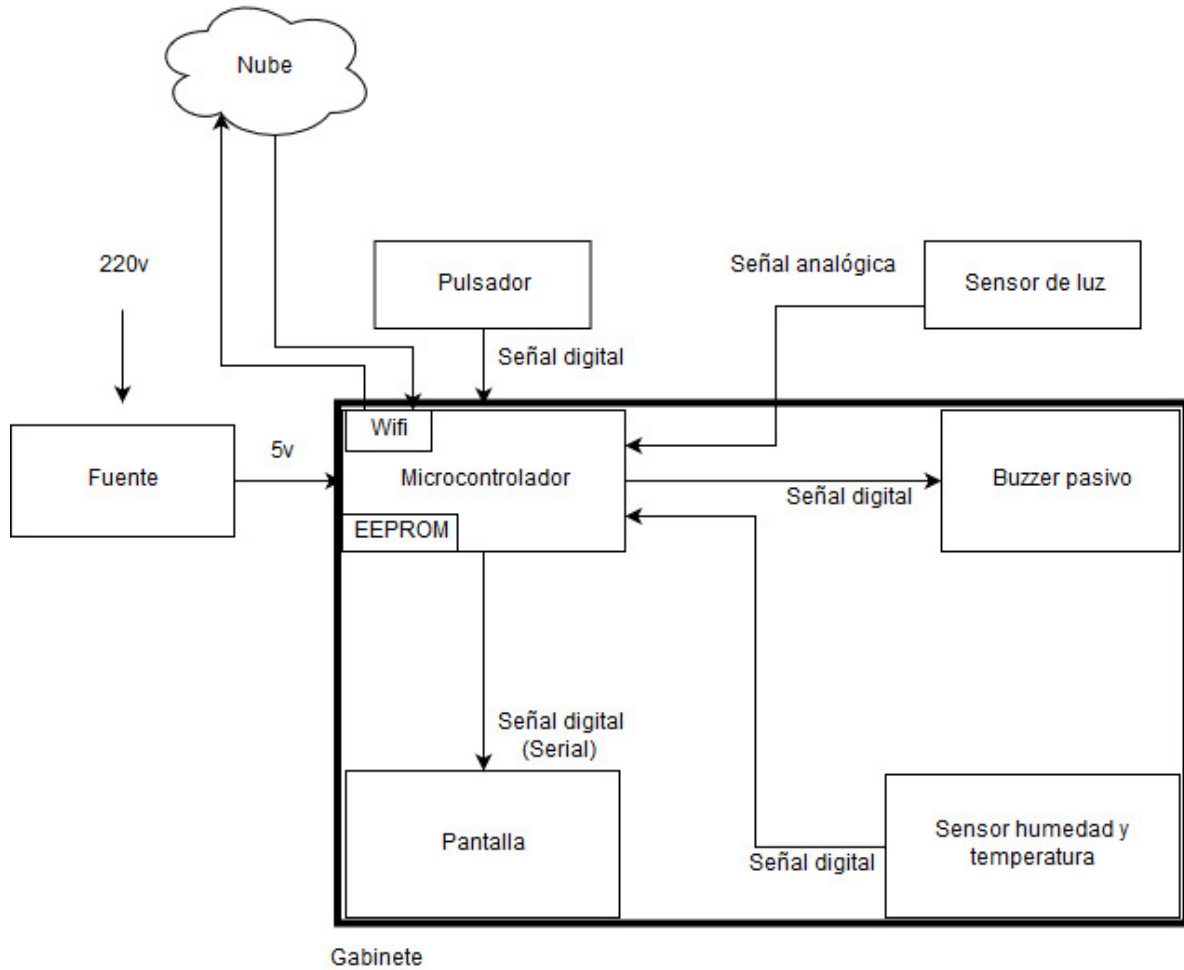 Nube
220v
Pulsador
Señal analógica
Sensor de luz
Señal digital
Wifi
5v
Fuente
Microcontrolador
Señal digital
Buzzer pasivo
EEPROM
Señal digital
(Serial)
Pantalla
Señal digital
Sensor humedad y
temperatura
Gabinete